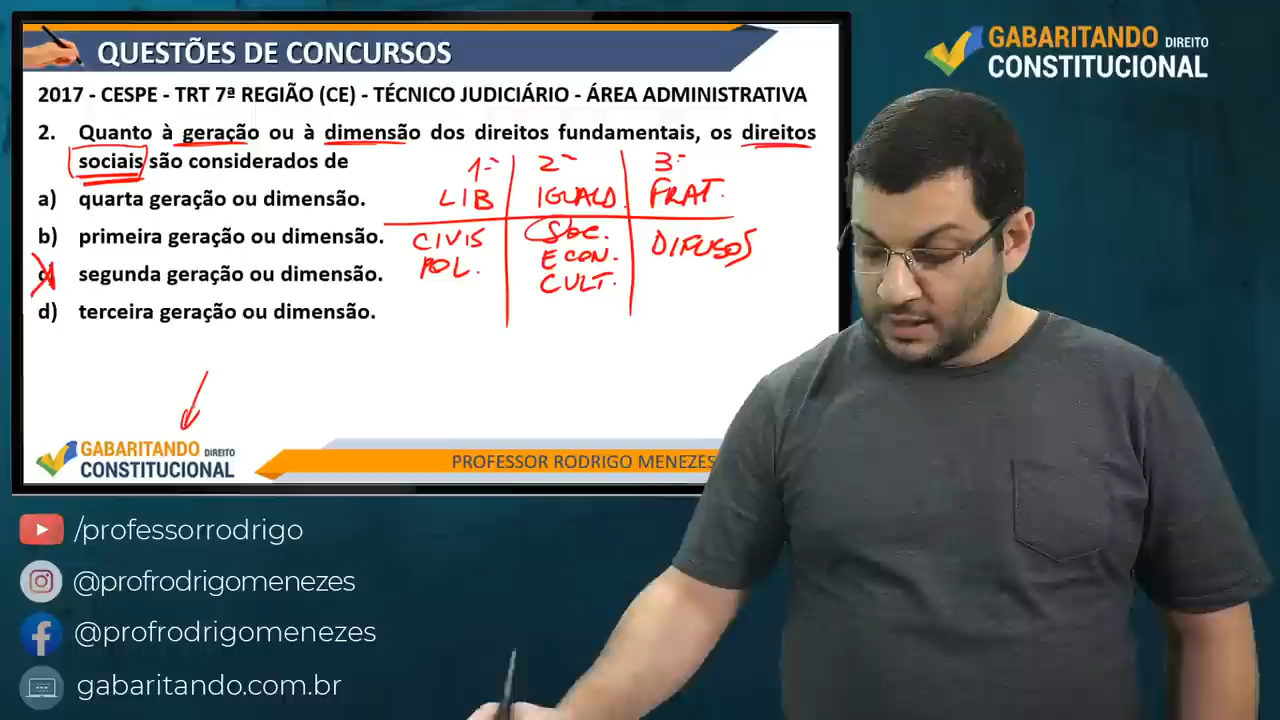 QUESTÕES DE CONCURSOS
GABARITANDO DIREITO
CONSTITUCIONAL
2017 - CESPE - TRT 7ª REGIÃO (CE) - TÉCNICO JUDICIÁRIO - ÁREA ADMINISTRATIVA
2. Quanto à geração ou à dimensão dos direitos fundamentais, os direitos
sociais são considerados de
a) quarta geração ou dimensão.
b) primeira geração ou dimensão.
c) segunda geração ou dimensão.
d) terceira geração ou dimensão.
1ª 2ª 3ª
LIB IGUALD. FRAT.
CIVIS SOC. DIFUSOS
POL. ECON.
CULT.
GABARITANDO DIREITO
CONSTITUCIONAL
PROFESSOR RODRIGO MENEZES
/professorrodrigo
@profrodrigomenezes
@profrodrigomenezes
gabaritando.com.br